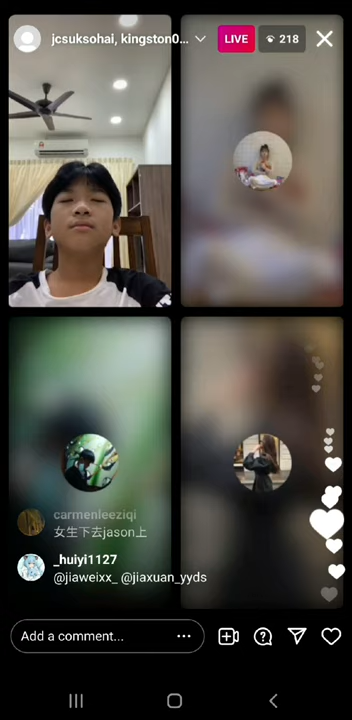 jcsuksohai, kingston0...
LIVE
218
carmenleeziqi
女生下去jason上
_huiyi1127
@jiaweixx_ @jiaxuan_yyds
Add a comment...